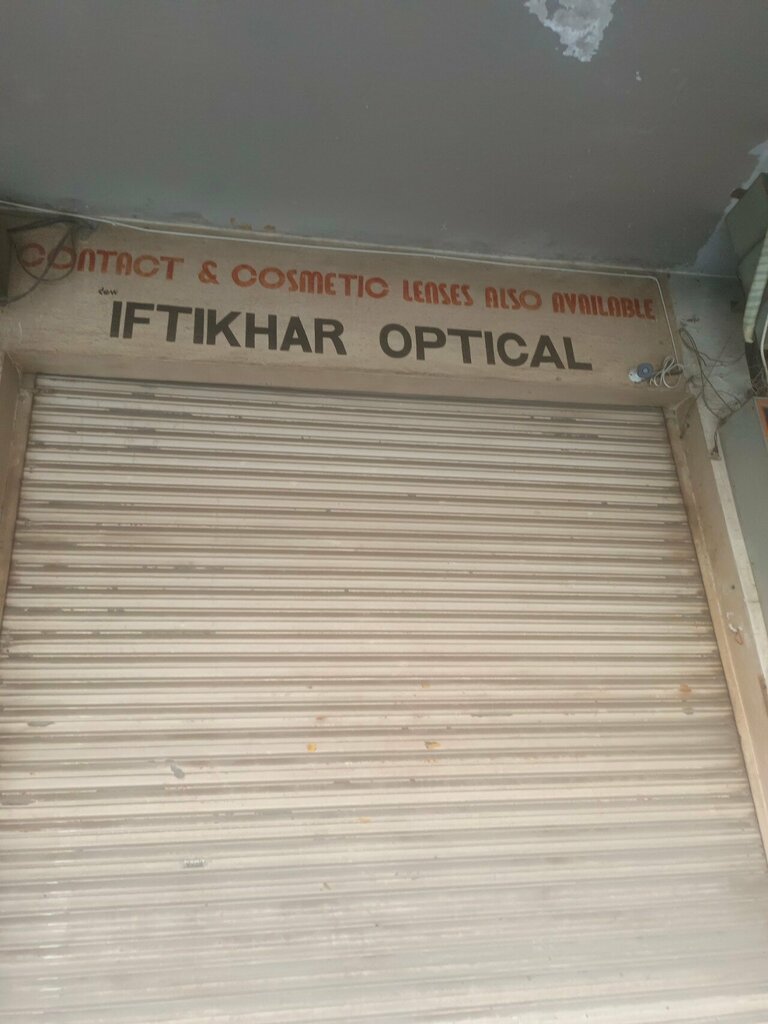 CONTACT & COSMETIC LENSES ALSO AVAILABLE
IFTIKHAR OPTICAL